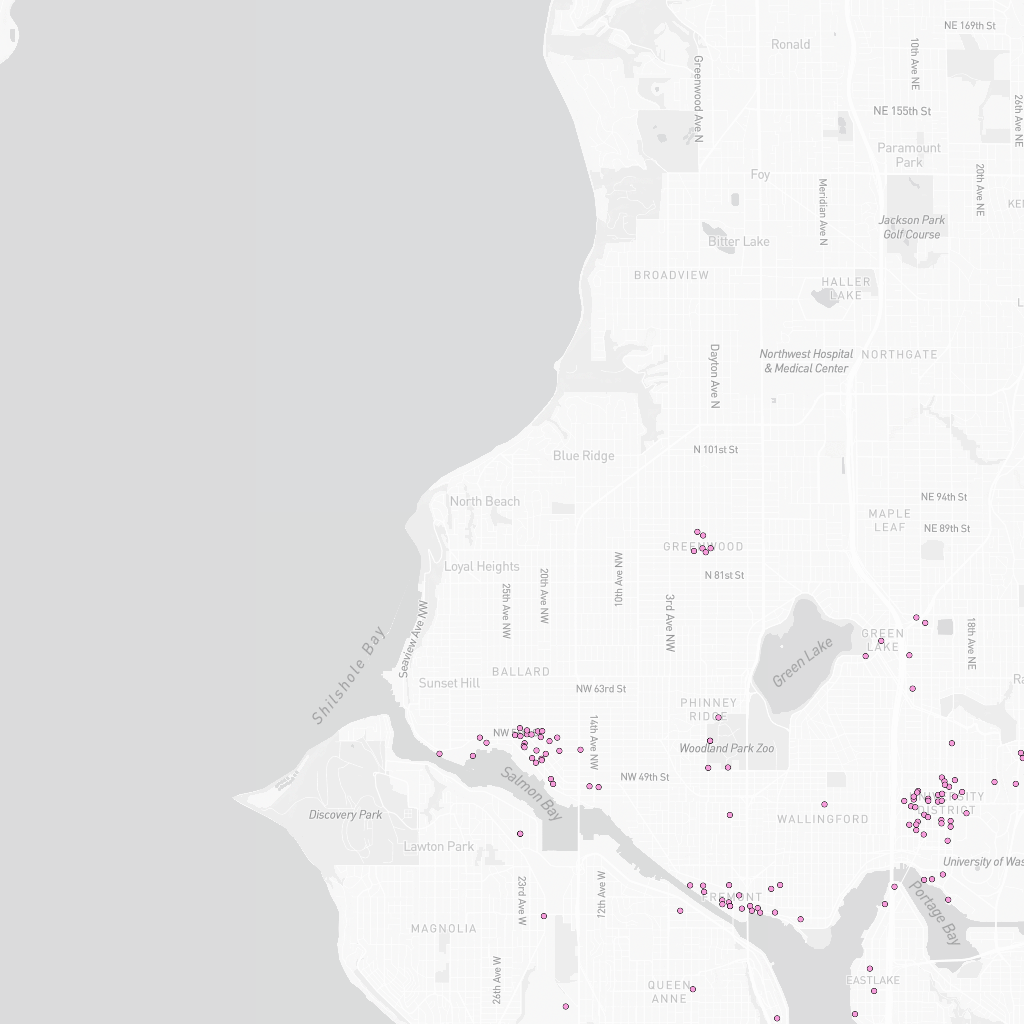 NE 169th St
Ronald
10th Ave NE
Greenwood Ave N
26th Ave NE
NE 155th St
Paramount
Park
Foy
20th Ave NE
Meridian Ave N
Jackson Park
Golf Course
Bitter Lake
BROADVIEW
HALLER
LAKE
Northwest Hospital
& Medical Center
NORTHGATE
Dayton Ave N
N 101st St
Blue Ridge
NE 94th St
North Beach
MAPLE
LEAF
NE 89th St
GREENWOOD
Loyal Heights
N 81st St
10th Ave NW
20th Ave NW
25th Ave NW
3rd Ave NW
Seaview Ave NW
18th Ave NE
GREEN
LAKE
Green Lake
Shilshole Bay
BALLARD
Sunset Hill
NW 63rd St
PHINNEY
RIDGE
14th Ave NW
Woodland Park Zoo
NW 49th St
Salmon Bay
UNIVERSITY
DISTRICT
Discovery Park
WALLINGFORD
Lawton Park
University of Was
23rd Ave W
12th Ave W
FREMONT
Portage Bay
MAGNOLIA
26th Ave W
QUEEN
ANNE
EASTLAKE